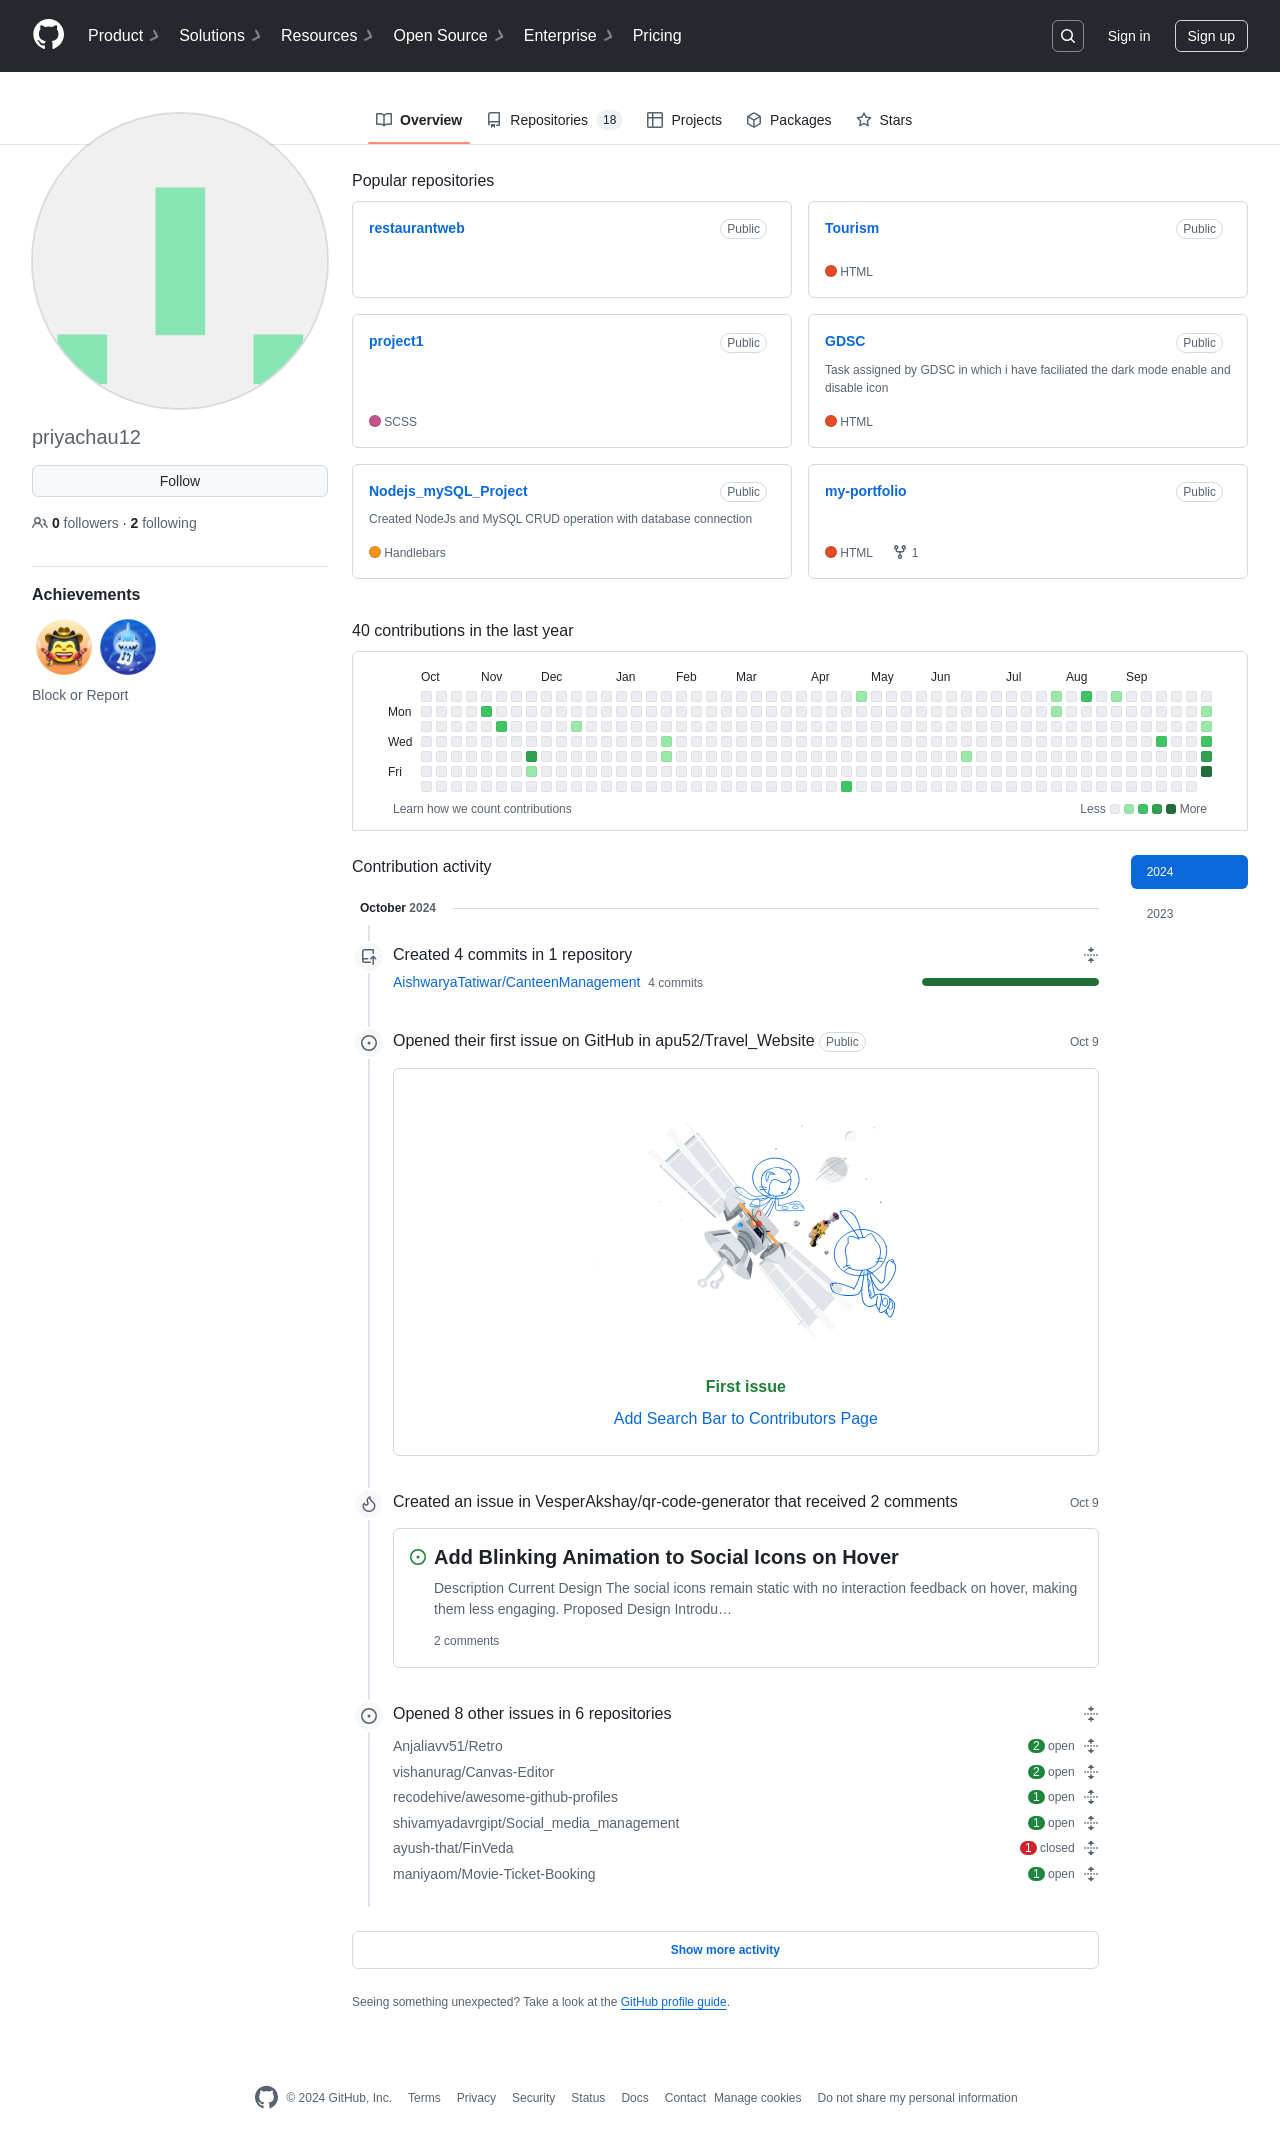 Product
Solutions
Resources
Open Source
Enterprise
Pricing
Sign in
Sign up
Overview
Repositories 18
Projects
Packages
Stars
priyachau12
Follow
0 followers · 2 following
Achievements
Block or Report
Popular repositories
restaurantweb Public
Tourism Public
HTML
project1 Public
SCSS
GDSC Public
Task assigned by GDSC in which i have faciliated the dark mode enable and
disable icon
HTML
Nodejs_mySQL_Project Public
Created NodeJs and MySQL CRUD operation with database connection
Handlebars
my-portfolio Public
HTML 1
40 contributions in the last year
Oct Nov Dec Jan Feb Mar Apr May Jun Jul Aug Sep
Mon
Wed
Fri
Learn how we count contributions
Less More
Contribution activity
2024
2023
October 2024
Created 4 commits in 1 repository
AishwaryaTatiwar/CanteenManagement 4 commits
Opened their first issue on GitHub in apu52/Travel_Website Public Oct 9
First issue
Add Search Bar to Contributors Page
Created an issue in VesperAkshay/qr-code-generator that received 2 comments Oct 9
Add Blinking Animation to Social Icons on Hover
Description Current Design The social icons remain static with no interaction feedback on hover, making
them less engaging. Proposed Design Introdu…
2 comments
Opened 8 other issues in 6 repositories
Anjaliavv51/Retro 2 open
vishanurag/Canvas-Editor 2 open
recodehive/awesome-github-profiles 1 open
shivamyadavrgipt/Social_media_management 1 open
ayush-that/FinVeda 1 closed
maniyaom/Movie-Ticket-Booking 1 open
Show more activity
Seeing something unexpected? Take a look at the GitHub profile guide.
© 2024 GitHub, Inc. Terms Privacy Security Status Docs Contact Manage cookies Do not share my personal information